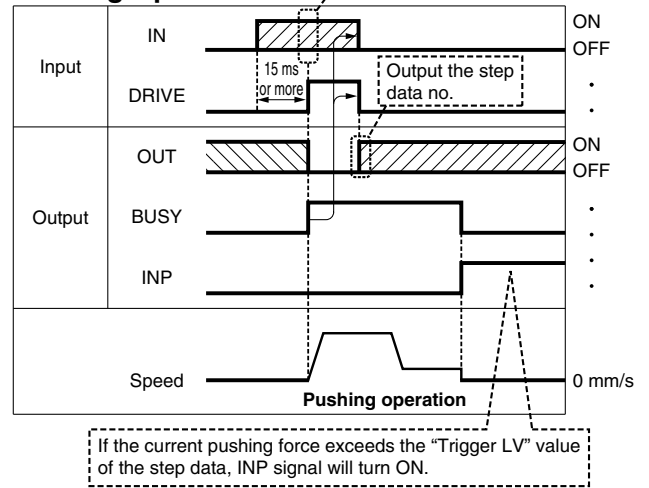 IN
ON
OFF
Input
15 ms
or more
Output the step
data no.
DRIVE
OUT
ON
OFF
Output
BUSY
INP
Speed
0 mm/s
Pushing operation
If the current pushing force exceeds the “Trigger LV” value
of the step data, INP signal will turn ON.